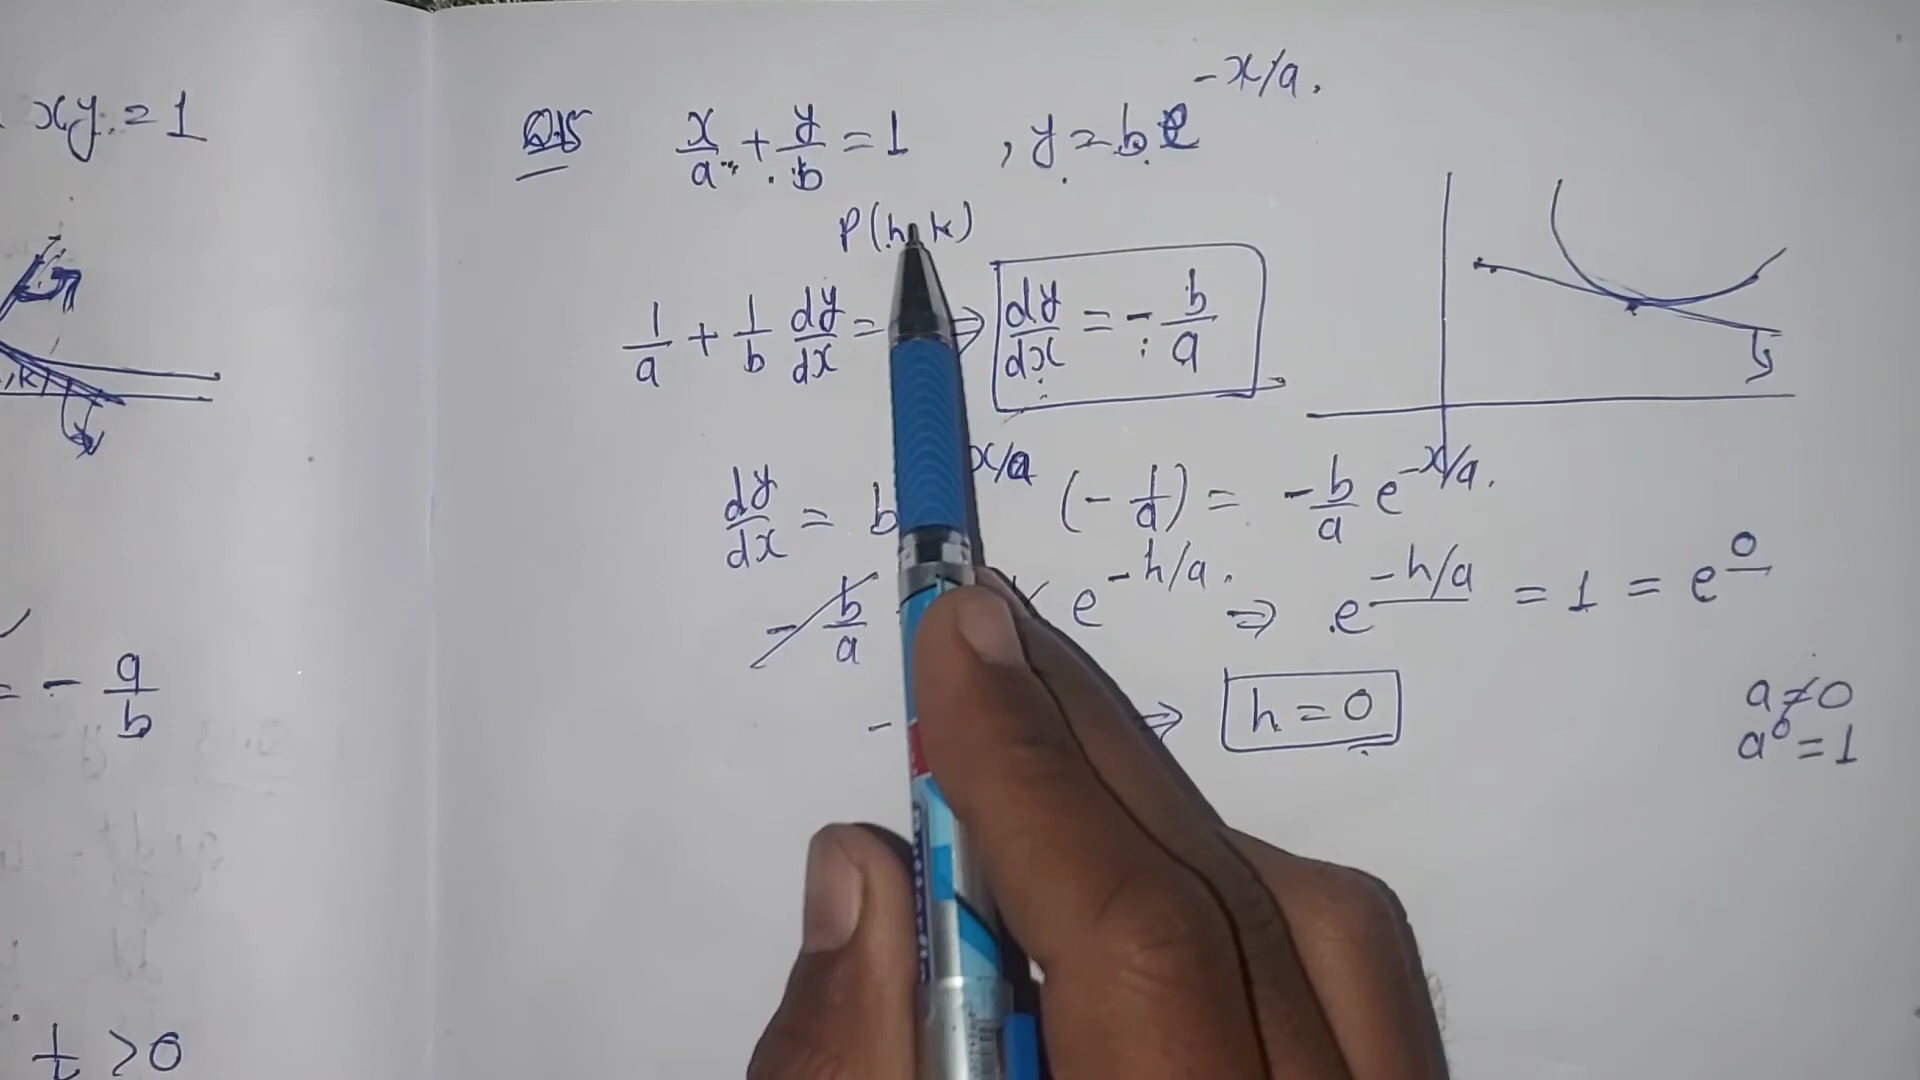 xy = 1
= - a/b
t > 0
Q15 x/a + y/b = 1 , y = b e^{-x/a}.
P(h, k)
1/a + 1/b dy/dx = ⇒ dy/dx = - b/a
dy/dx = b x/a (- 1/a) = - b/a e^{-x/a}.
- b/a e^{-h/a}. ⇒ e^{-h/a} = 1 = e^0
- ⇒ h = 0
a ≠ 0
a^0 = 1